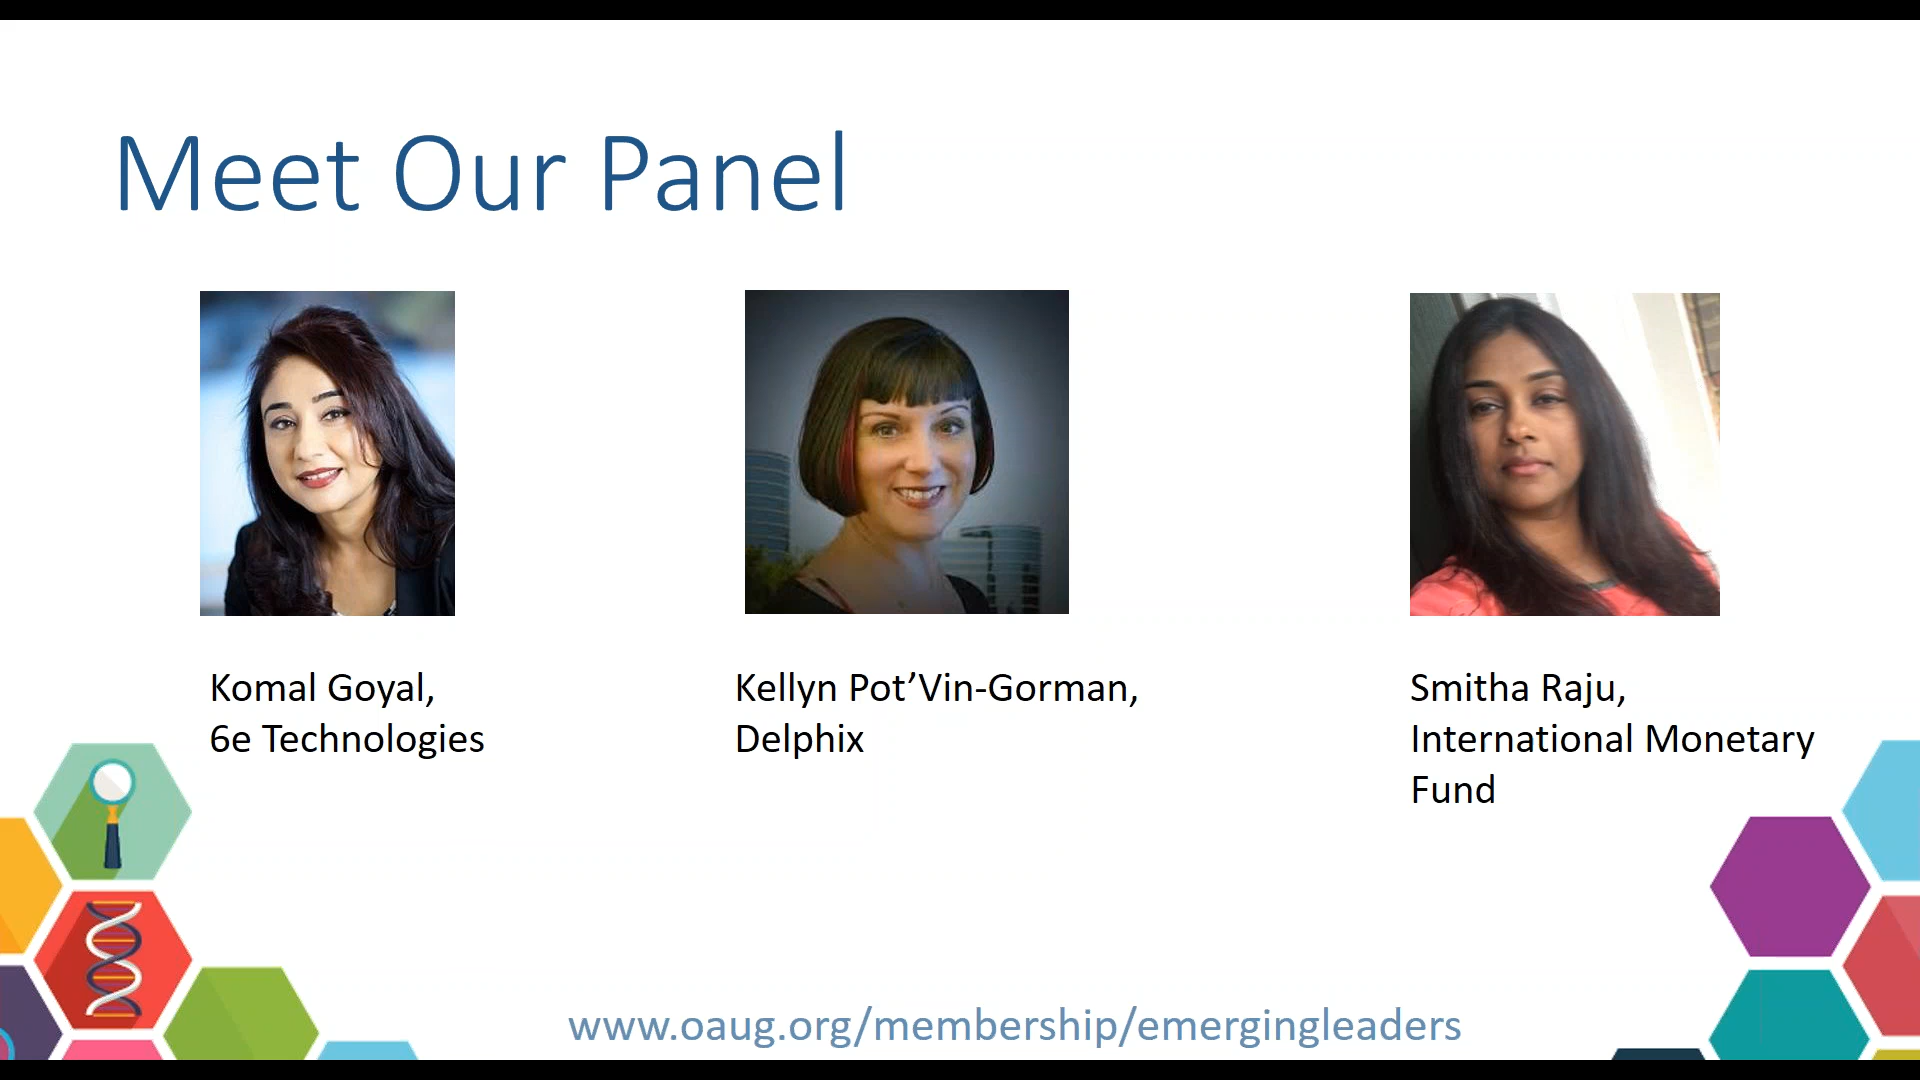 Meet Our Panel
Komal Goyal,
6e Technologies
Kellyn Pot’Vin-Gorman,
Delphix
Smitha Raju,
International Monetary
Fund
www.oaug.org/membership/emergingleaders